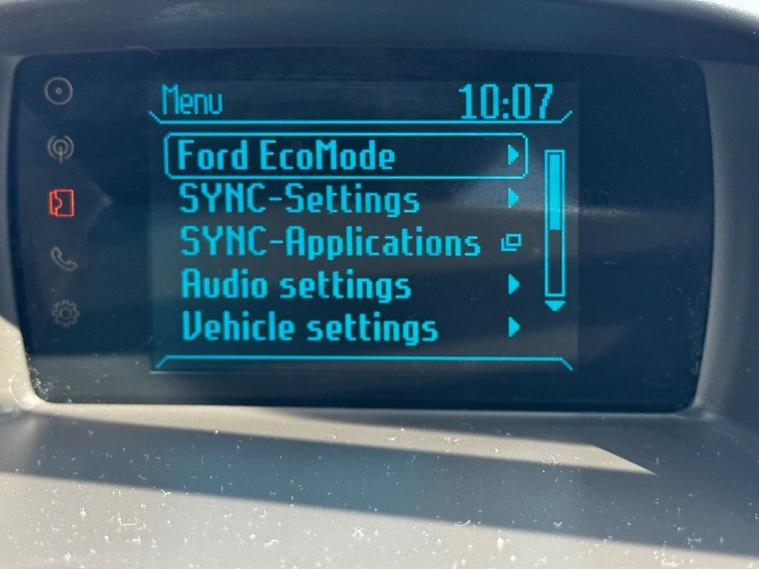 Menu 10:07
Ford EcoMode
SYNC-Settings
SYNC-Applications
Audio settings
Vehicle settings